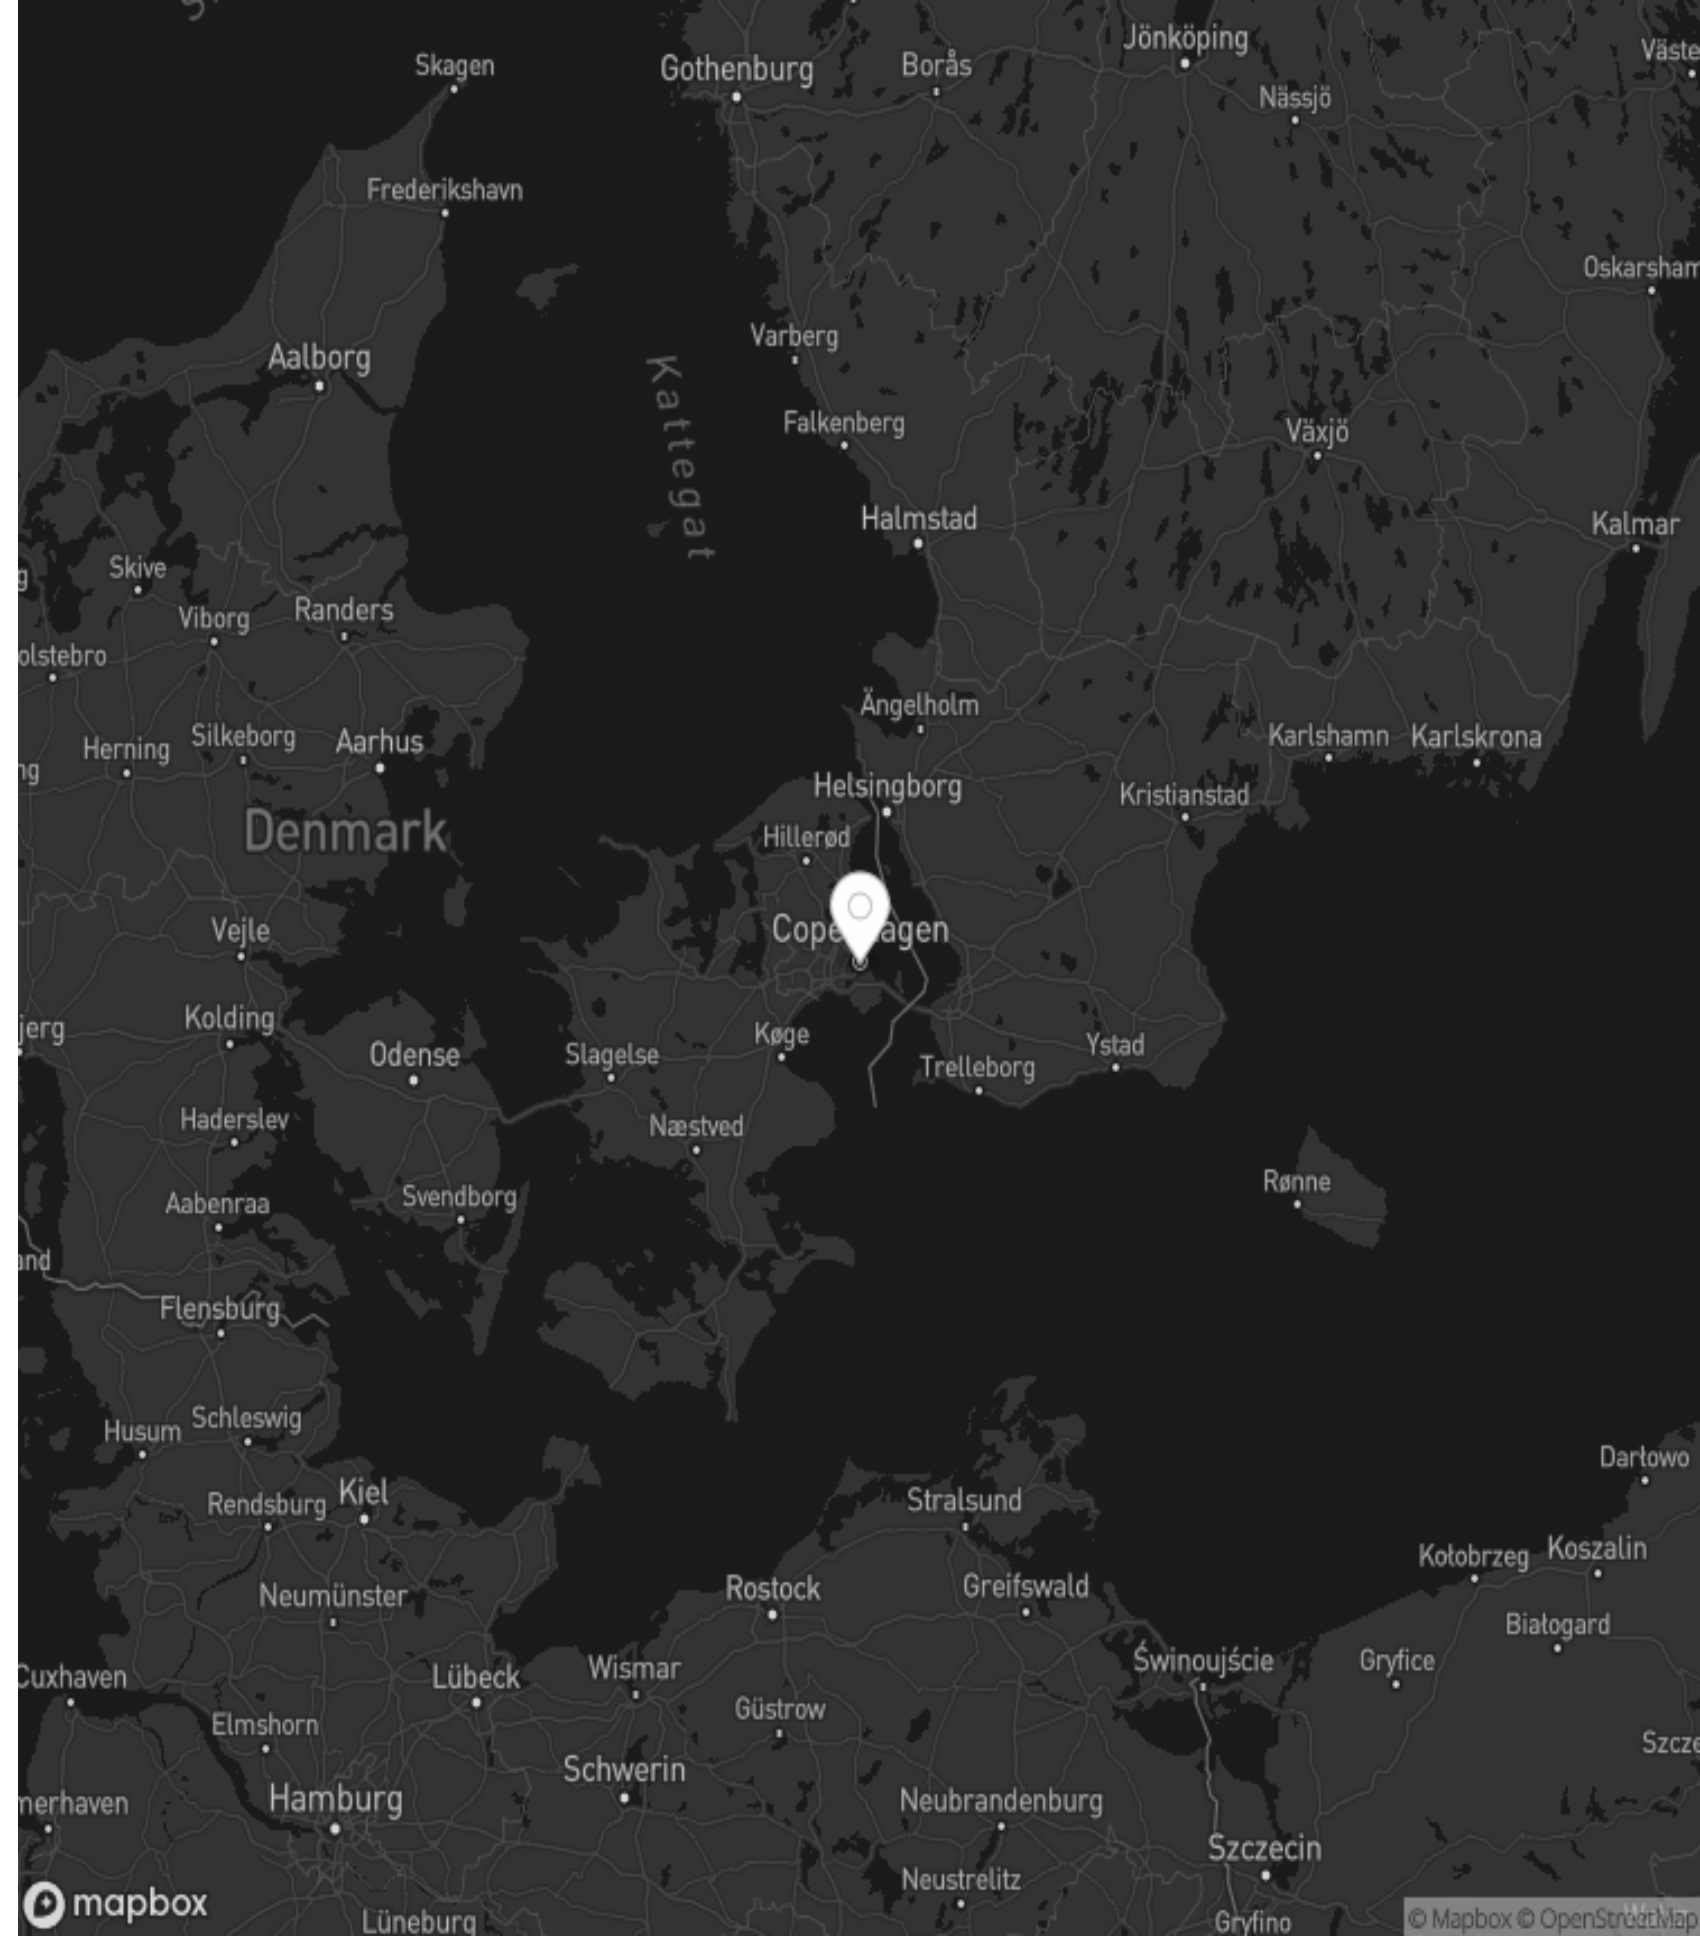 Jönköping
Skagen
Gothenburg
Borås
Väste
Nässjö
Frederikshavn
Oskarsham
Varberg
Aalborg
Kattegat
Falkenberg
Växjö
Halmstad
Kalmar
Skive
g
Viborg
Randers
olstebro
Ängelholm
Herning
Silkeborg
Aarhus
Karlshamn
Karlskrona
ng
Helsingborg
Kristianstad
Denmark
Hillerød
Vejle
Kolding
jerg
Odense
Slagelse
Køge
Ystad
Trelleborg
Haderslev
Næstved
Rønne
Aabenraa
Svendborg
and
Flensburg
Husum
Schleswig
Darłowo
Rendsburg
Kiel
Stralsund
Kołobrzeg
Koszalin
Neumünster
Rostock
Greifswald
Białogard
Cuxhaven
Lübeck
Wismar
Świnoujście
Gryfice
Elmshorn
Güstrow
Szcze
Hamburg
Schwerin
merhaven
Neubrandenburg
Szczecin
Neustrelitz
mapbox
Lüneburg
Gryfino
© Mapbox © OpenStreetMap